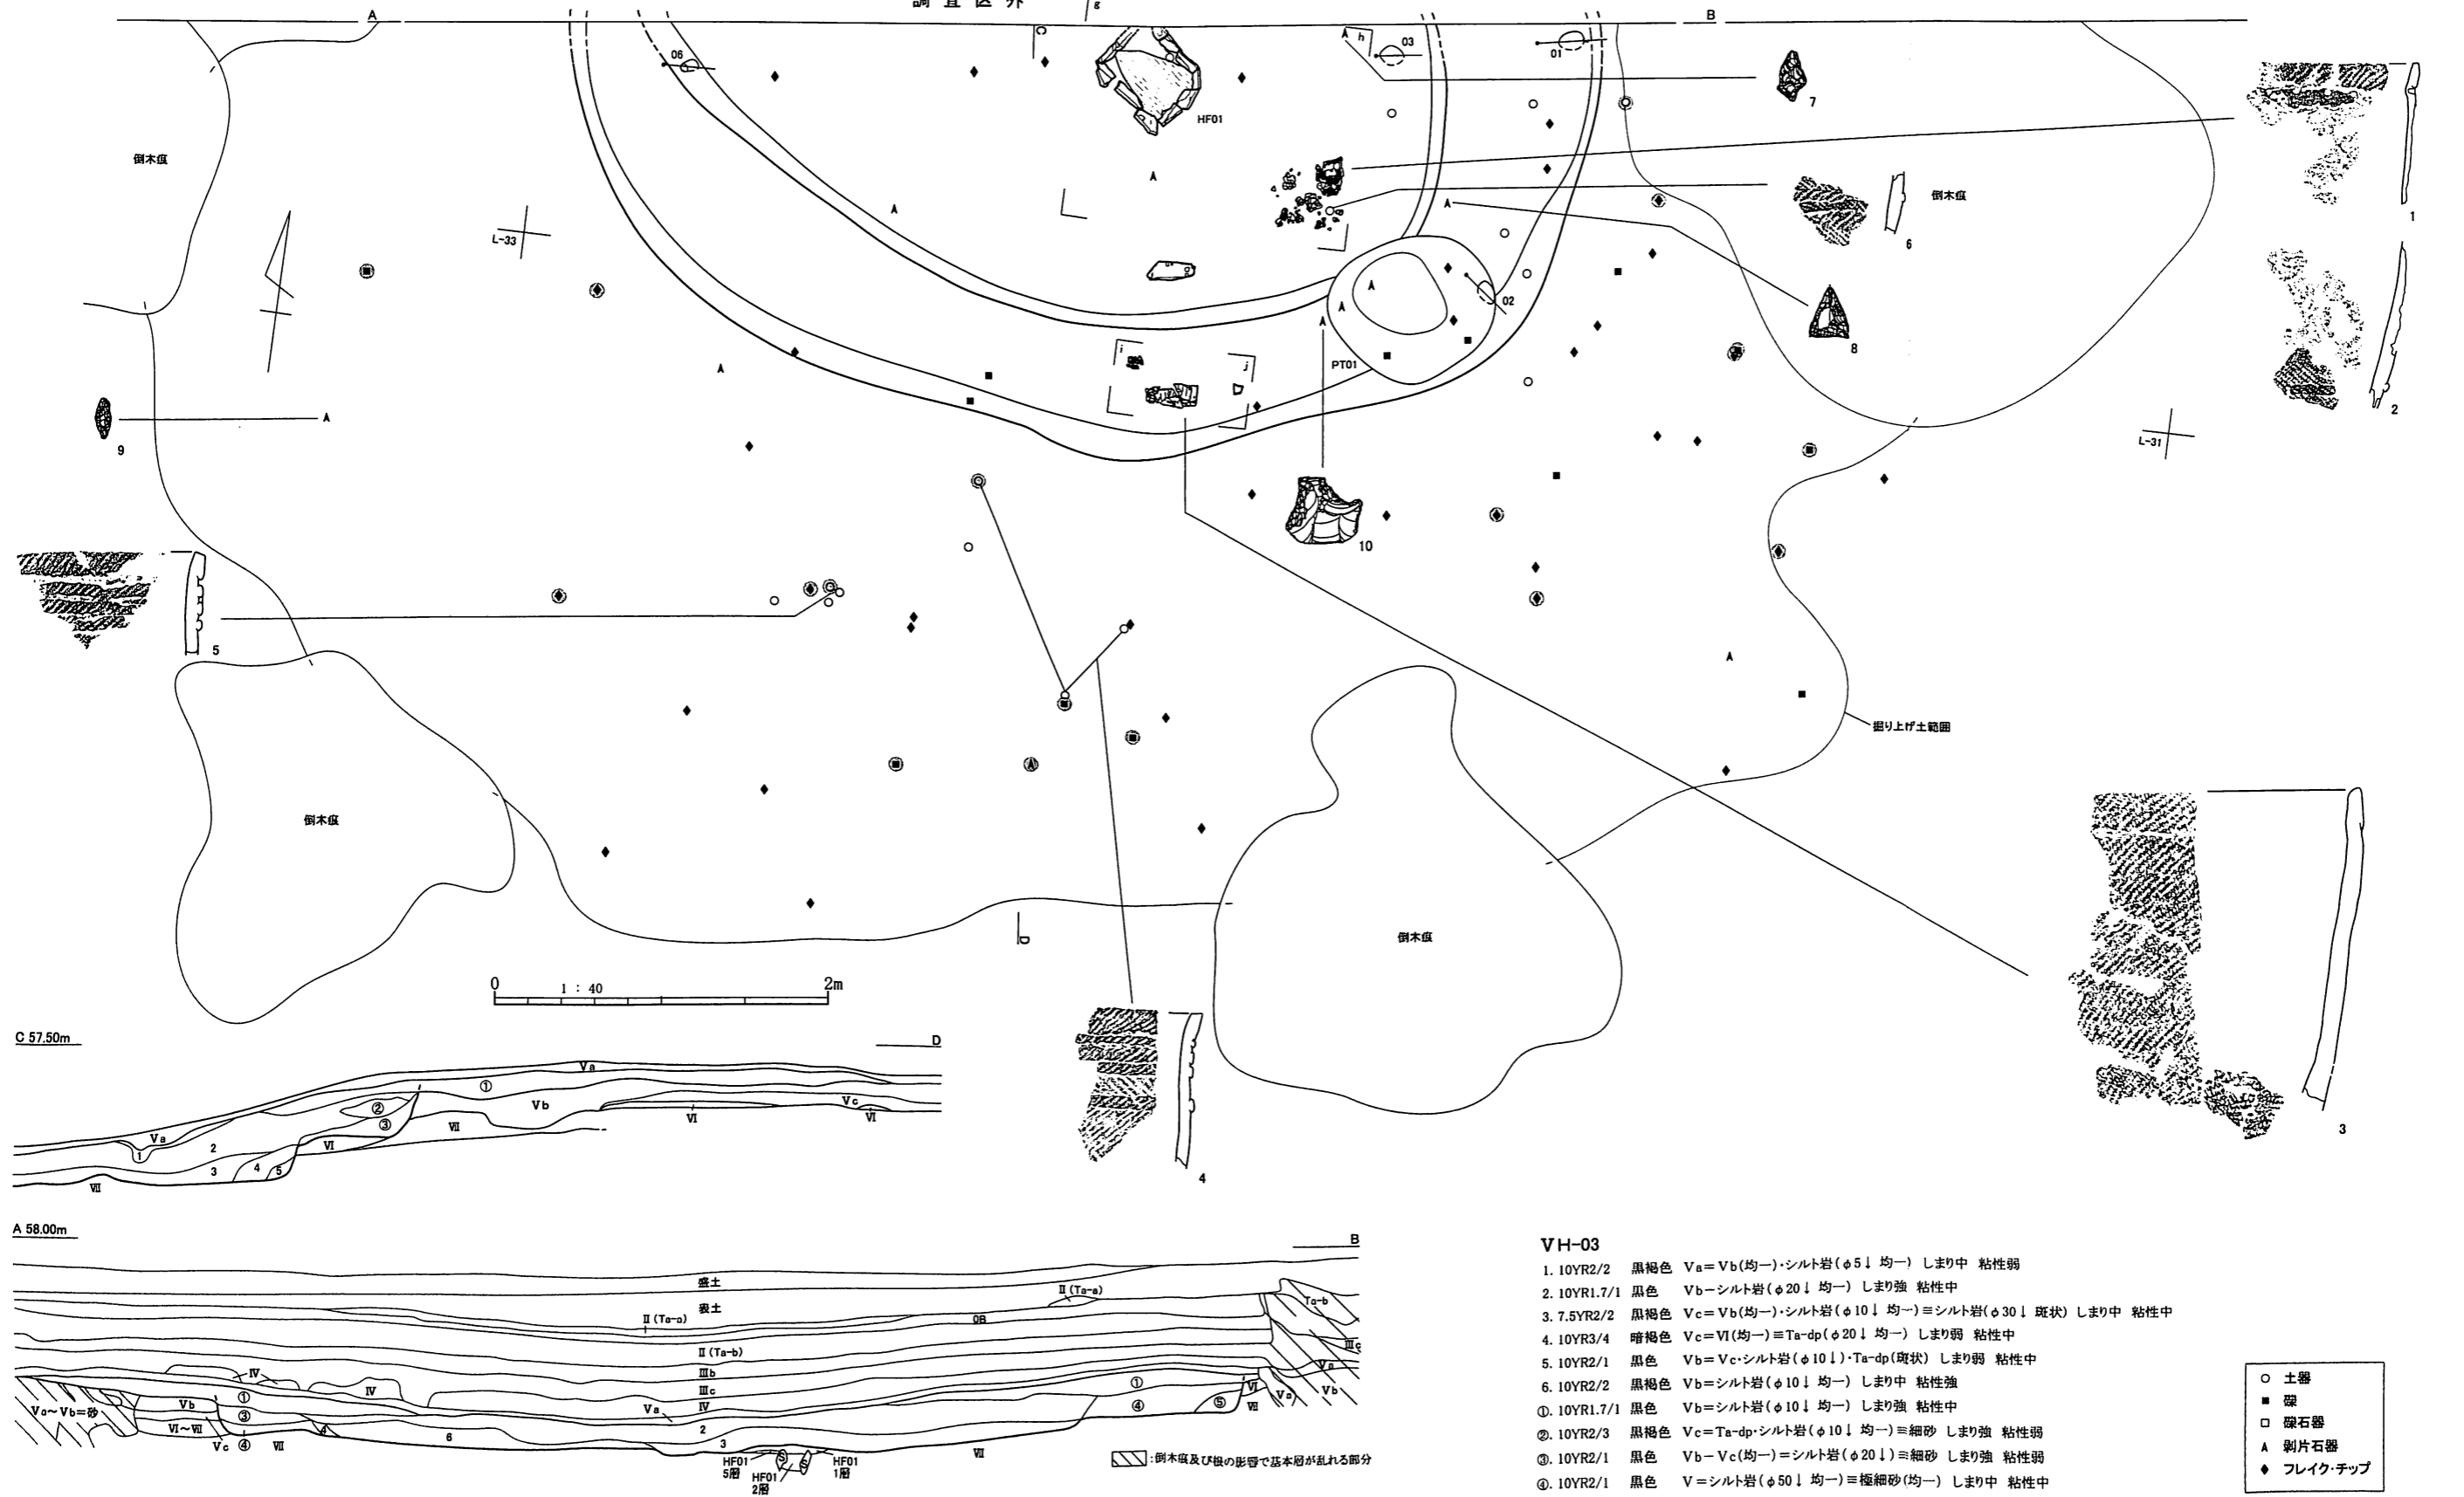 調査区外
A
B
g
C
h
06
03
01
7
HF01
倒木痕
1
倒木痕
6
L-33
02
8
i
j
PT01
2
L-31
9
10
5
掘り上げ土範囲
倒木痕
倒木痕
D
0 1:40 2m
C 57.50m
D
Va
①
②
Vb
Vc
③
Ⅵ
Ⅵ
Ⅶ
Va
1
2
Ⅵ
3
4
5
Ⅶ
4
3
A 58.00m
B
盛土
Ⅱ(Ta-a)
Ta-b
表土
Ⅱ(Ta-a)
OB
Ⅱ(Ta-b)
Ⅲc
Ⅲb
Ⅳ
Ⅳ
Ⅲc
Va
①
①
Va
Ⅳ
Ⅵ
Va
Vb
Va~Vb=砂
Vb
③
④
⑤
Ⅶ
Ⅵ~Ⅶ
2
Vc
④
Ⅶ
4
6
3
Ⅶ
HF01 5層
HF01 2層
HF01 1層
S
S
:倒木痕及び根の影響で基本層が乱れる部分
VH-03
1. 10YR2/2 黒褐色 Va=Vb(均一)・シルト岩(φ5↓ 均一) しまり中 粘性弱
2. 10YR1.7/1 黒色 Vb-シルト岩(φ20↓ 均一) しまり強 粘性中
3. 7.5YR2/2 黒褐色 Vc=Vb(均一)・シルト岩(φ10↓ 均一)≡シルト岩(φ30↓ 斑状) しまり中 粘性中
4. 10YR3/4 暗褐色 Vc=Ⅵ(均一)≡Ta-dp(φ20↓ 均一) しまり弱 粘性中
5. 10YR2/1 黒色 Vb=Vc・シルト岩(φ10↓)・Ta-dp(斑状) しまり弱 粘性中
6. 10YR2/2 黒褐色 Vb=シルト岩(φ10↓ 均一) しまり中 粘性強
①. 10YR1.7/1 黒色 Vb=シルト岩(φ10↓ 均一) しまり強 粘性中
②. 10YR2/3 黒褐色 Vc=Ta-dp・シルト岩(φ10↓ 均一)≡細砂 しまり強 粘性弱
③. 10YR2/1 黒色 Vb-Vc(均一)=シルト岩(φ20↓)≡細砂 しまり強 粘性弱
④. 10YR2/1 黒色 V=シルト岩(φ50↓ 均一)≡極細砂(均一) しまり中 粘性中
土器
礫
礫石器
剥片石器
フレイク・チップ